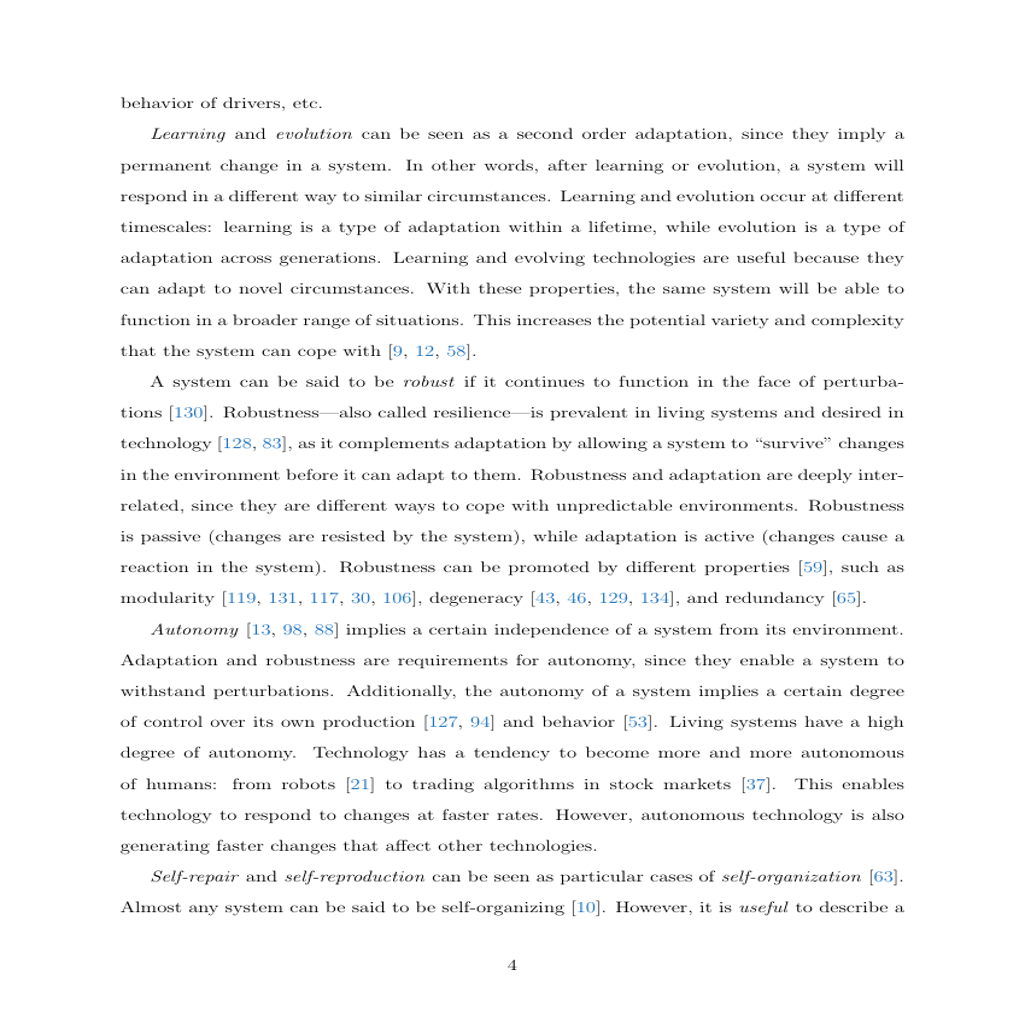 behavior of drivers, etc.
Learning and evolution can be seen as a second order adaptation, since they imply a
permanent change in a system. In other words, after learning or evolution, a system will
respond in a different way to similar circumstances. Learning and evolution occur at different
timescales: learning is a type of adaptation within a lifetime, while evolution is a type of
adaptation across generations. Learning and evolving technologies are useful because they
can adapt to novel circumstances. With these properties, the same system will be able to
function in a broader range of situations. This increases the potential variety and complexity
that the system can cope with [9, 12, 58].
A system can be said to be robust if it continues to function in the face of perturba-
tions [130]. Robustness—also called resilience—is prevalent in living systems and desired in
technology [128, 83], as it complements adaptation by allowing a system to “survive” changes
in the environment before it can adapt to them. Robustness and adaptation are deeply inter-
related, since they are different ways to cope with unpredictable environments. Robustness
is passive (changes are resisted by the system), while adaptation is active (changes cause a
reaction in the system). Robustness can be promoted by different properties [59], such as
modularity [119, 131, 117, 30, 106], degeneracy [43, 46, 129, 134], and redundancy [65].
Autonomy [13, 98, 88] implies a certain independence of a system from its environment.
Adaptation and robustness are requirements for autonomy, since they enable a system to
withstand perturbations. Additionally, the autonomy of a system implies a certain degree
of control over its own production [127, 94] and behavior [53]. Living systems have a high
degree of autonomy. Technology has a tendency to become more and more autonomous
of humans: from robots [21] to trading algorithms in stock markets [37]. This enables
technology to respond to changes at faster rates. However, autonomous technology is also
generating faster changes that affect other technologies.
Self-repair and self-reproduction can be seen as particular cases of self-organization [63].
Almost any system can be said to be self-organizing [10]. However, it is useful to describe a
4